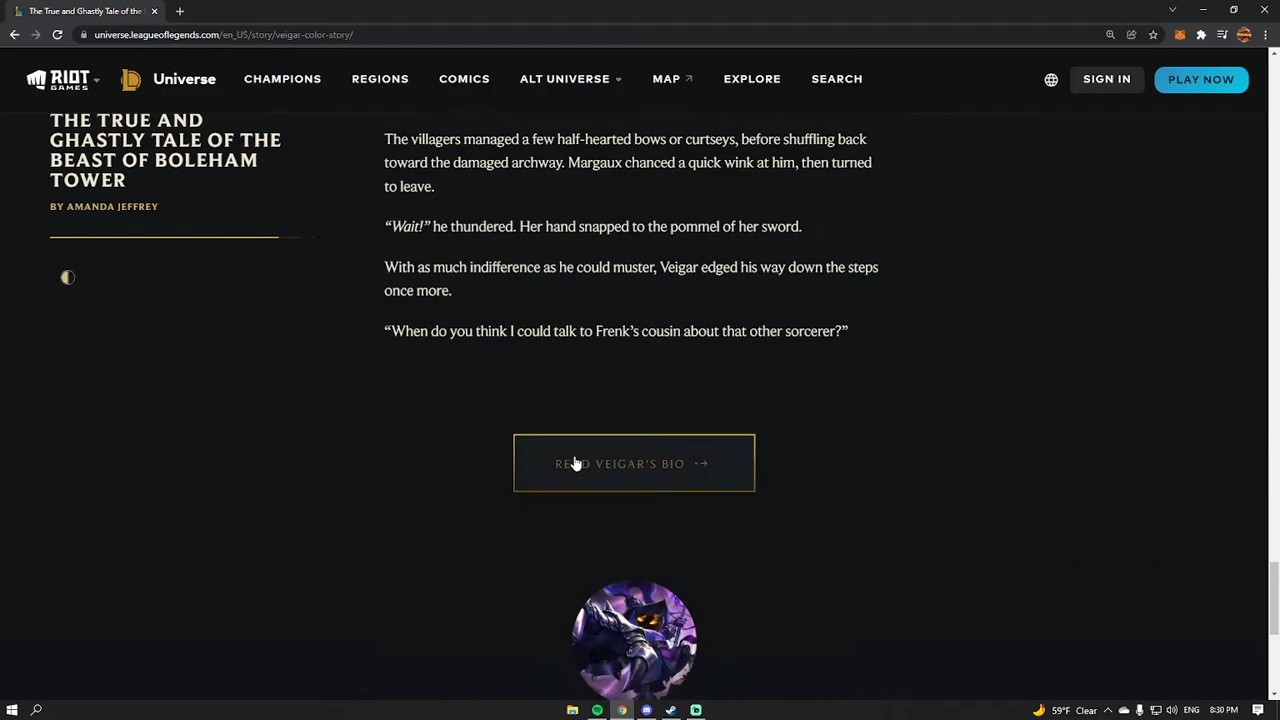 The True and Ghastly Tale of the
universe.leagueoflegends.com/en_US/story/veigar-color-story/
RIOT GAMES
Universe
CHAMPIONS
REGIONS
COMICS
ALT UNIVERSE
MAP
EXPLORE
SEARCH
SIGN IN
PLAY NOW
THE TRUE AND
GHASTLY TALE OF THE
BEAST OF BOLEHAM
TOWER
BY AMANDA JEFFREY
The villagers managed a few half-hearted bows or curtseys, before shuffling back
toward the damaged archway. Margaux chanced a quick wink at him, then turned
to leave.
“Wait!” he thundered. Her hand snapped to the pommel of her sword.
With as much indifference as he could muster, Veigar edged his way down the steps
once more.
“When do you think I could talk to Frenk’s cousin about that other sorcerer?”
READ VEIGAR'S BIO
59°F Clear
ENG
8:30 PM